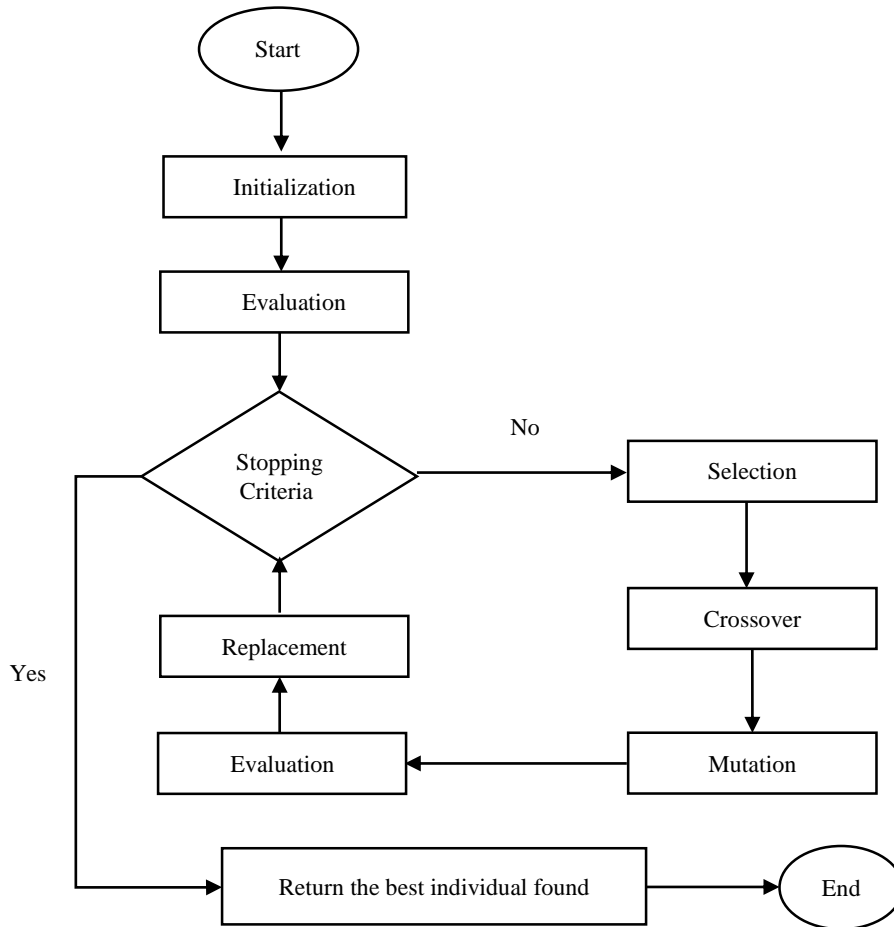 Start
Initialization
Evaluation
Stopping
Criteria
No
Selection
Crossover
Replacement
Yes
Evaluation
Mutation
Return the best individual found
End